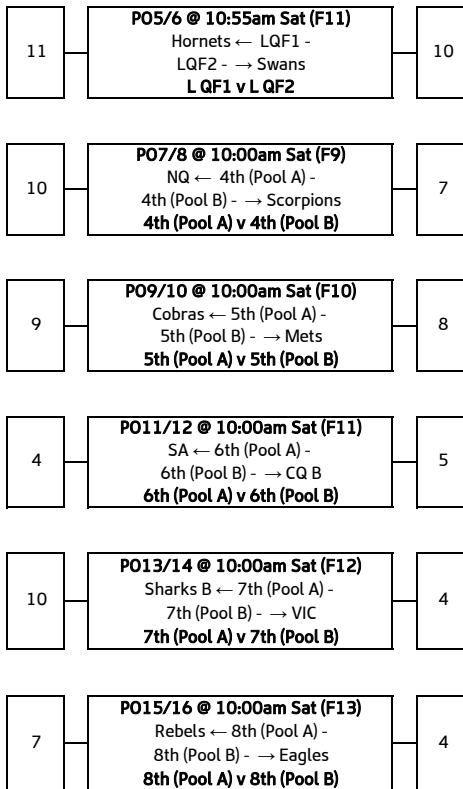 PO5/6 @ 10:55am Sat (F11)
11
Hornets ← LQF1 -
10
LQF2 - → Swans
L QF1 v L QF2
PO7/8 @ 10:00am Sat (F9)
10
NQ ← 4th (Pool A) -
7
4th (Pool B) - → Scorpions
4th (Pool A) v 4th (Pool B)
PO9/10 @ 10:00am Sat (F10)
9
Cobras ← 5th (Pool A) -
8
5th (Pool B) - → Mets
5th (Pool A) v 5th (Pool B)
PO11/12 @ 10:00am Sat (F11)
4
SA ← 6th (Pool A) -
5
6th (Pool B) - → CQ B
6th (Pool A) v 6th (Pool B)
PO13/14 @ 10:00am Sat (F12)
10
Sharks B ← 7th (Pool A) -
4
7th (Pool B) - → VIC
7th (Pool A) v 7th (Pool B)
PO15/16 @ 10:00am Sat (F13)
7
Rebels ← 8th (Pool A) -
4
8th (Pool B) - → Eagles
8th (Pool A) v 8th (Pool B)